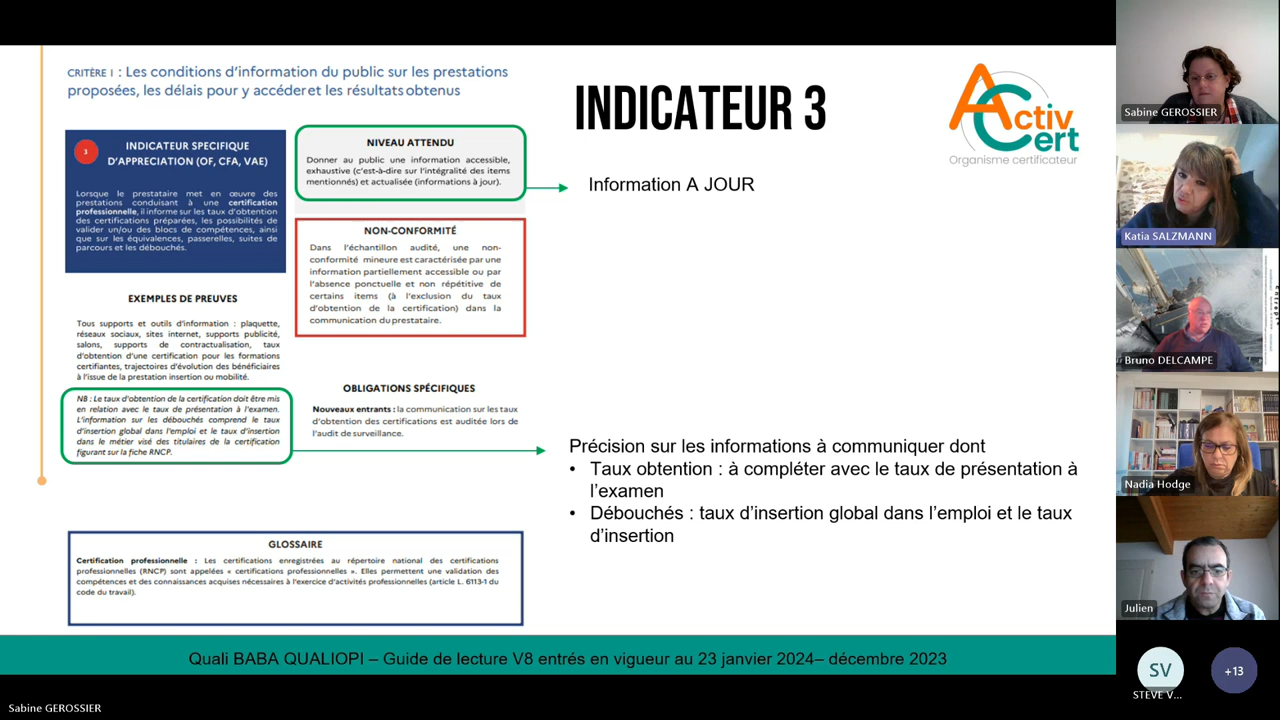 CRITÈRE I : Les conditions d'information du public sur les prestations
proposées, les délais pour y accéder et les résultats obtenus
3
INDICATEUR SPECIFIQUE
D'APPRECIATION (OF, CFA, VAE)
Lorsque le prestataire met en œuvre des
prestations conduisant à une certification
professionnelle, il informe sur les taux d'obtention
des certifications préparées, les possibilités de
valider un/ou des blocs de compétences, ainsi
que sur les équivalences, passerelles, suites de
parcours et les débouchés.
EXEMPLES DE PREUVES
Tous supports et outils d'information : plaquette,
réseaux sociaux, sites internet, supports publicité,
salons, supports de contractualisation, taux
d'obtention d'une certification pour les formations
certifiantes, trajectoires d'évolution des bénéficiaires
à l'issue de la prestation insertion ou mobilité.
NB : Le taux d'obtention de la certification doit être mis
en relation avec le taux de présentation à l'examen.
L'information sur les débouchés comprend le taux
d'insertion global dans l'emploi et le taux d'insertion
dans le métier visé des titulaires de la certification
figurant sur la fiche RNCP.
NIVEAU ATTENDU
Donner au public une information accessible,
exhaustive (c'est-à-dire sur l'intégralité des items
mentionnés) et actualisée (informations à jour).
NON-CONFORMITÉ
Dans l'échantillon audité, une non-
conformité mineure est caractérisée par une
information partiellement accessible ou par
l'absence ponctuelle et non répétitive de
certains items (à l'exclusion du taux
d'obtention de la certification) dans la
communication du prestataire.
OBLIGATIONS SPÉCIFIQUES
Nouveaux entrants : la communication sur les taux
d'obtention des certifications est auditée lors de
l'audit de surveillance.
GLOSSAIRE
Certification professionnelle : Les certifications enregistrées au répertoire national des certifications
professionnelles (RNCP) sont appelées « certifications professionnelles ». Elles permettent une validation des
compétences et des connaissances acquises nécessaires à l'exercice d'activités professionnelles (article L. 6113-1 du
code du travail).
INDICATEUR 3
Activ
Cert
Organisme certificateur
Information A JOUR
Précision sur les informations à communiquer dont
• Taux obtention : à compléter avec le taux de présentation à
l'examen
• Débouchés : taux d'insertion global dans l'emploi et le taux
d'insertion
Quali BABA QUALIOPI – Guide de lecture V8 entrés en vigueur au 23 janvier 2024– décembre 2023
Sabine GEROSSIER
Katia SALZMANN
Bruno DELCAMPE
Nadia Hodge
Julien
SV
STEVE V...
+13
Sabine GEROSSIER